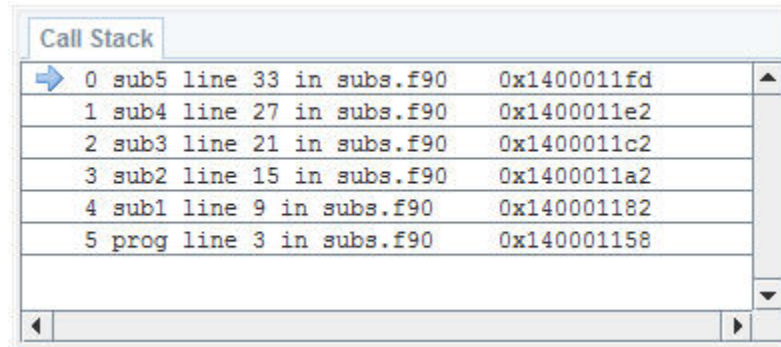 Call Stack
0 sub5 line 33 in subs.f90 0x1400011fd
1 sub4 line 27 in subs.f90 0x1400011e2
2 sub3 line 21 in subs.f90 0x1400011c2
3 sub2 line 15 in subs.f90 0x1400011a2
4 sub1 line 9 in subs.f90 0x140001182
5 prog line 3 in subs.f90 0x140001158